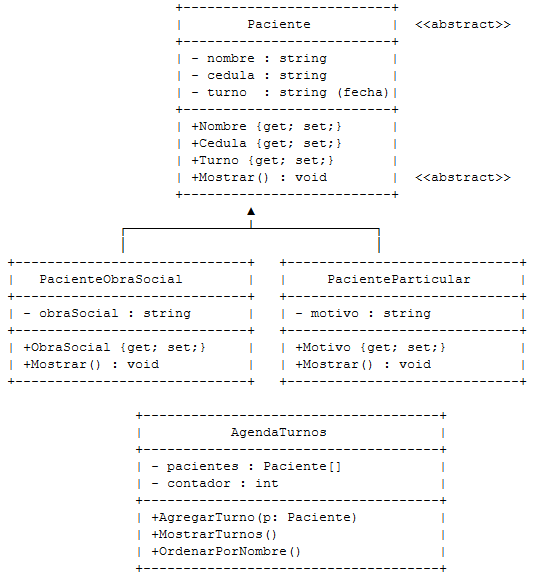 Paciente <<abstract>>
- nombre : string
- cedula : string
- turno : string (fecha)
+Nombre {get; set;}
+Cedula {get; set;}
+Turno {get; set;}
+Mostrar() : void <<abstract>>
PacienteObraSocial
- obraSocial : string
+ObraSocial {get; set;}
+Mostrar() : void
PacienteParticular
- motivo : string
+Motivo {get; set;}
+Mostrar() : void
AgendaTurnos
- pacientes : Paciente[]
- contador : int
+AgregarTurno(p: Paciente)
+MostrarTurnos()
+OrdenarPorNombre()